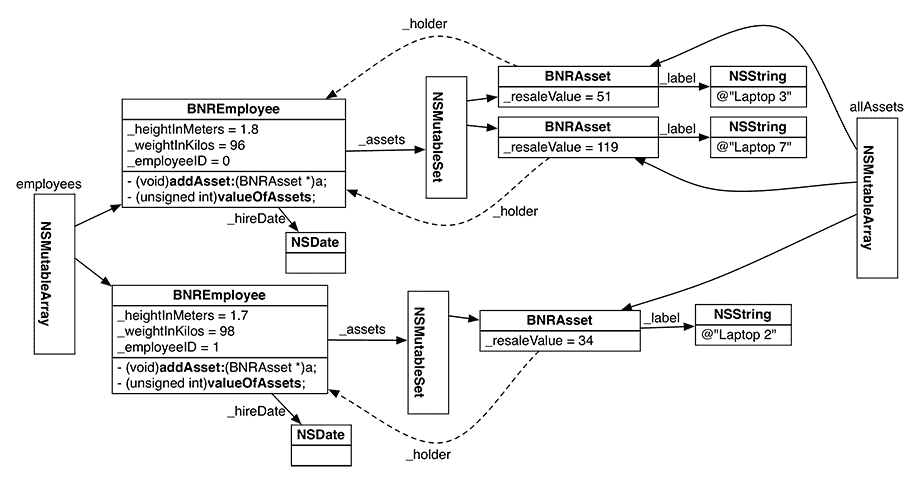 _holder
BNRAsset
_resaleValue = 51
_label
NSString
@"Laptop 3"
allAssets
BNREmployee
_heightInMeters = 1.8
_weightInKilos = 96
_employeeID = 0
- (void)addAsset:(BNRAsset *)a;
- (unsigned int)valueOfAssets;
_assets
NSMutableSet
BNRAsset
_resaleValue = 119
_label
NSString
@"Laptop 7"
NSMutableArray
employees
NSMutableArray
_holder
_hireDate
NSDate
BNREmployee
_heightInMeters = 1.7
_weightInKilos = 98
_employeeID = 1
- (void)addAsset:(BNRAsset *)a;
- (unsigned int)valueOfAssets;
_assets
NSMutableSet
BNRAsset
_resaleValue = 34
_label
NSString
@"Laptop 2"
_hireDate
NSDate
_holder